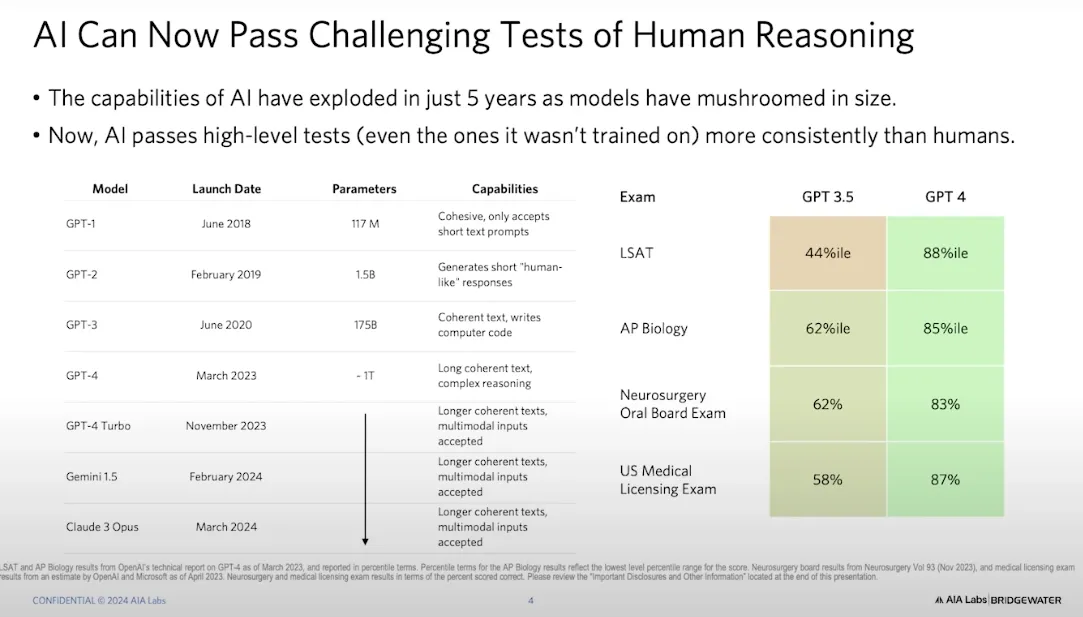 AI Can Now Pass Challenging Tests of Human Reasoning
• The capabilities of AI have exploded in just 5 years as models have mushroomed in size.
• Now, AI passes high-level tests (even the ones it wasn't trained on) more consistently than humans.
Model Launch Date Parameters Capabilities
GPT-1 June 2018 117 M Cohesive, only accepts
short text prompts
GPT-2 February 2019 1.5B Generates short "human-
like" responses
GPT-3 June 2020 175B Coherent text, writes
computer code
GPT-4 March 2023 ~ 1T Long coherent text,
complex reasoning
GPT-4 Turbo November 2023 Longer coherent texts,
multimodal inputs
accepted
Gemini 1.5 February 2024 Longer coherent texts,
multimodal inputs
accepted
Claude 3 Opus March 2024 Longer coherent texts,
multimodal inputs
accepted
Exam GPT 3.5 GPT 4
LSAT 44%ile 88%ile
AP Biology 62%ile 85%ile
Neurosurgery
Oral Board Exam 62% 83%
US Medical
Licensing Exam 58% 87%
LSAT and AP Biology results from OpenAI's technical report on GPT-4 as of March 2023, and reported in percentile terms. Percentile terms for the AP Biology results reflect the lowest level percentile range for the score. Neurosurgery board results from Neurosurgery Vol 93 (Nov 2023), and medical licensing exam
results from an estimate by OpenAI and Microsoft as of April 2023. Neurosurgery and medical licensing exam results in terms of the percent scored correct. Please review the "Important Disclosures and Other Information" located at the end of this presentation.
CONFIDENTIAL © 2024 AIA Labs 4 AIA Labs | BRIDGEWATER